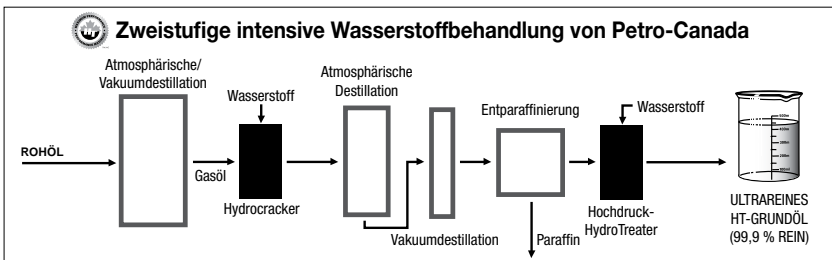 HT
Zweistufige intensive Wasserstoffbehandlung von Petro-Canada
Atmosphärische/
Vakuumdestillation
Wasserstoff
Atmosphärische
Destillation
Entparaffinierung
Wasserstoff
ROHÖL
Gasöl
Hydrocracker
Vakuumdestillation
Paraffin
Hochdruck-
HydroTreater
ULTRAREINES
HT-GRUNDÖL
(99,9 % REIN)